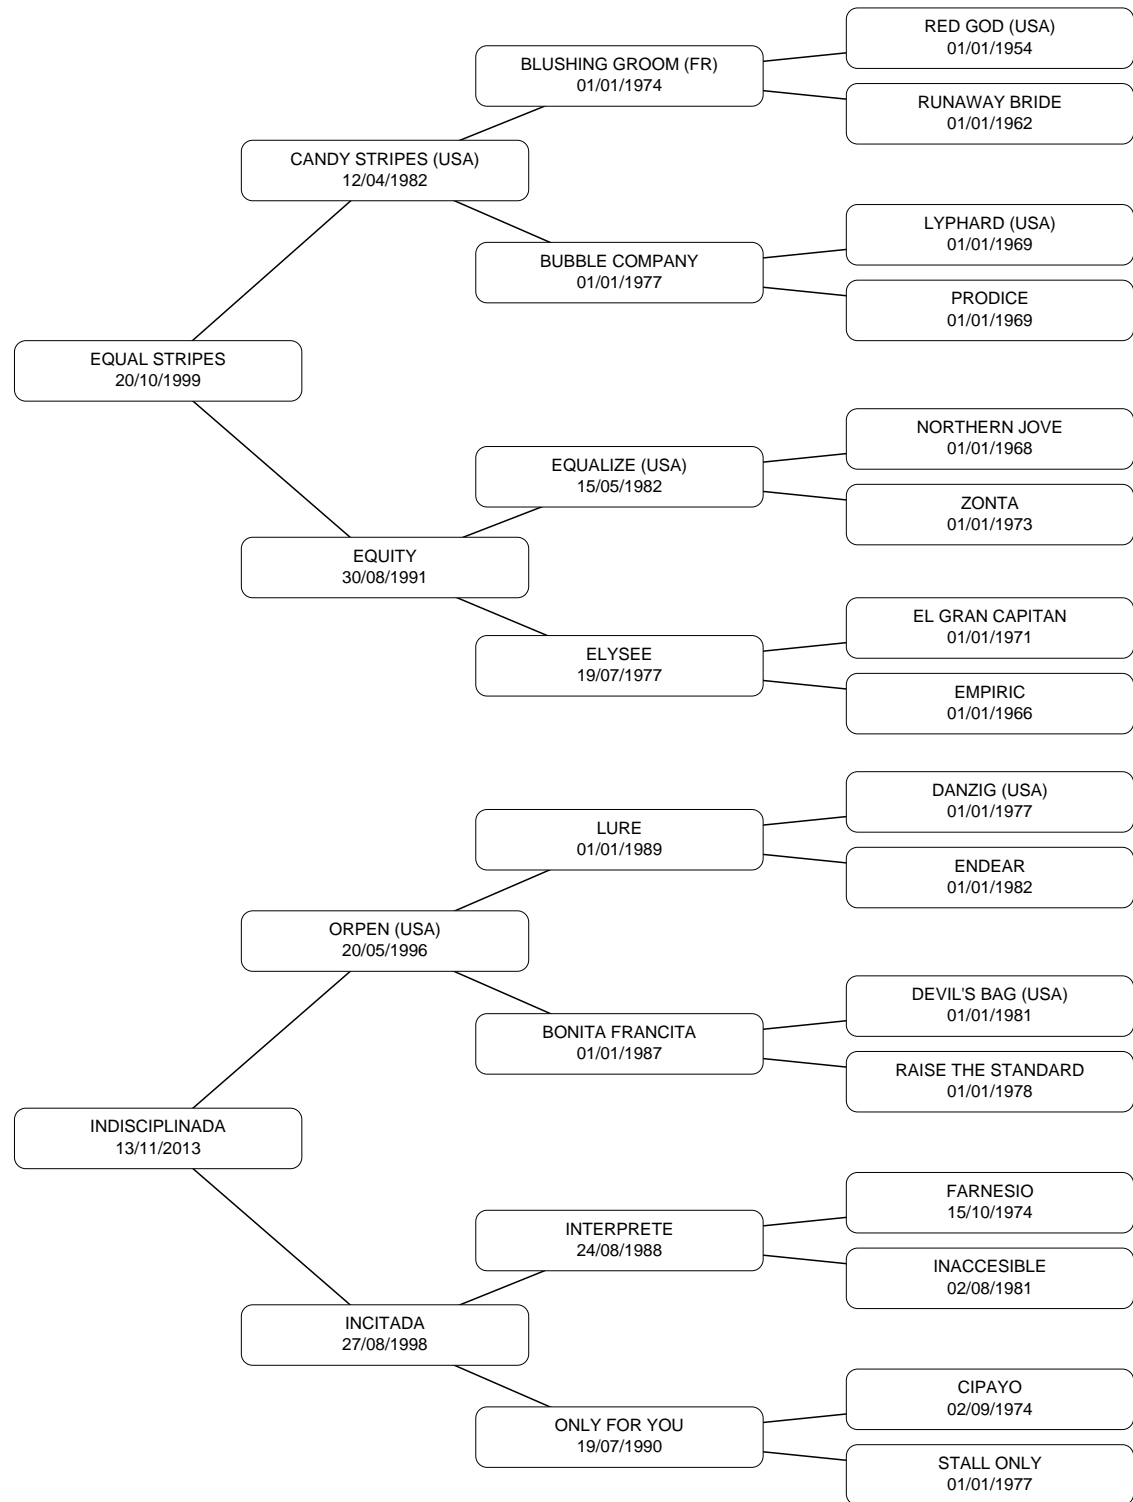 RED GOD (USA)
01/01/1954
BLUSHING GROOM (FR)
01/01/1974
RUNAWAY BRIDE
01/01/1962
CANDY STRIPES (USA)
12/04/1982
LYPHARD (USA)
01/01/1969
BUBBLE COMPANY
01/01/1977
PRODICE
01/01/1969
EQUAL STRIPES
20/10/1999
NORTHERN JOVE
01/01/1968
EQUALIZE (USA)
15/05/1982
ZONTA
01/01/1973
EQUITY
30/08/1991
EL GRAN CAPITAN
01/01/1971
ELYSEE
19/07/1977
EMPIRIC
01/01/1966
DANZIG (USA)
01/01/1977
LURE
01/01/1989
ENDEAR
01/01/1982
ORPEN (USA)
20/05/1996
DEVIL'S BAG (USA)
01/01/1981
BONITA FRANCITA
01/01/1987
RAISE THE STANDARD
01/01/1978
INDISCIPLINADA
13/11/2013
FARNESIO
15/10/1974
INTERPRETE
24/08/1988
INACCESIBLE
02/08/1981
INCITADA
27/08/1998
CIPAYO
02/09/1974
ONLY FOR YOU
19/07/1990
STALL ONLY
01/01/1977